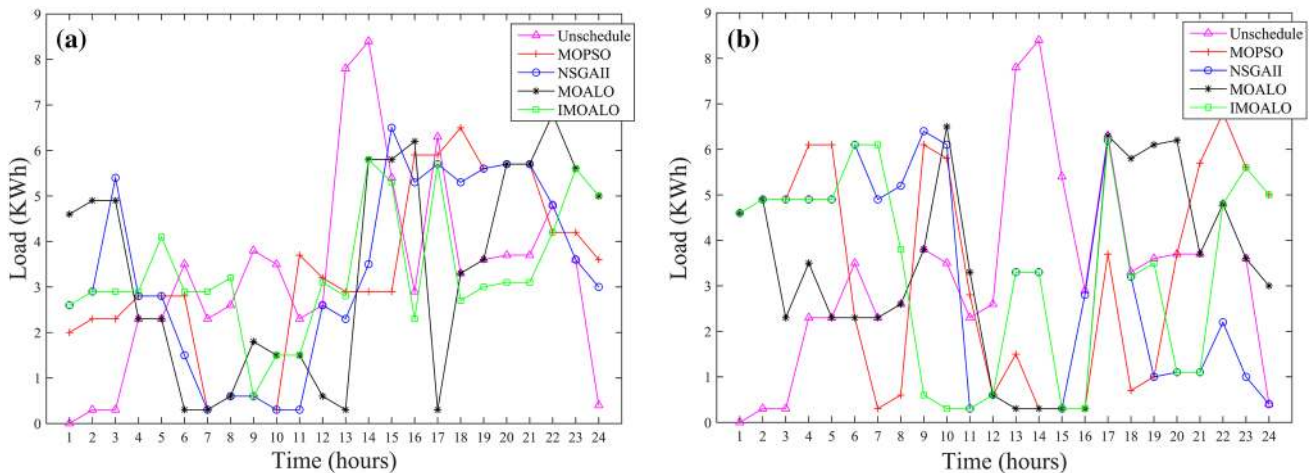 (a)
Unschedule
MOPSO
NSGAII
MOALO
IMOALO
9
8
7
6
5
4
3
2
1
0
Load (KWh)
1 2 3 4 5 6 7 8 9 10 11 12 13 14 15 16 17 18 19 20 21 22 23 24
Time (hours)
(b)
Unschedule
MOPSO
NSGAII
MOALO
IMOALO
9
8
7
6
5
4
3
2
1
0
Load (KWh)
1 2 3 4 5 6 7 8 9 10 11 12 13 14 15 16 17 18 19 20 21 22 23 24
Time (hours)